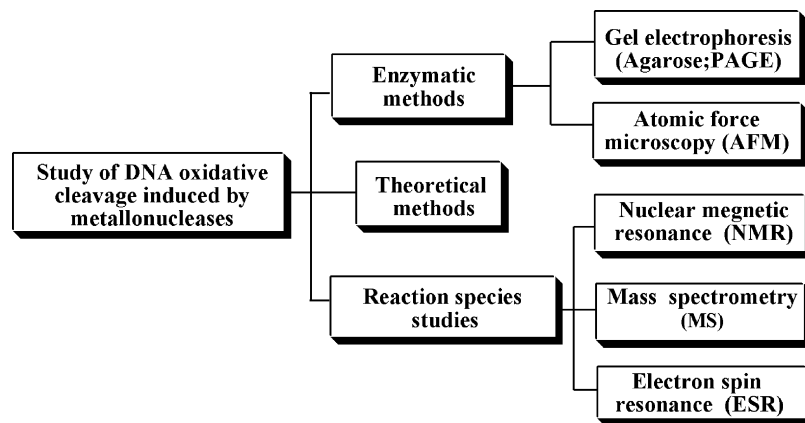 Study of DNA oxidative
cleavage induced by
metallonucleases
Enzymatic
methods
Theoretical
methods
Reaction species
studies
Gel electrophoresis
(Agarose;PAGE)
Atomic force
microscopy (AFM)
Nuclear megnetic
resonance (NMR)
Mass spectrometry
(MS)
Electron spin
resonance (ESR)